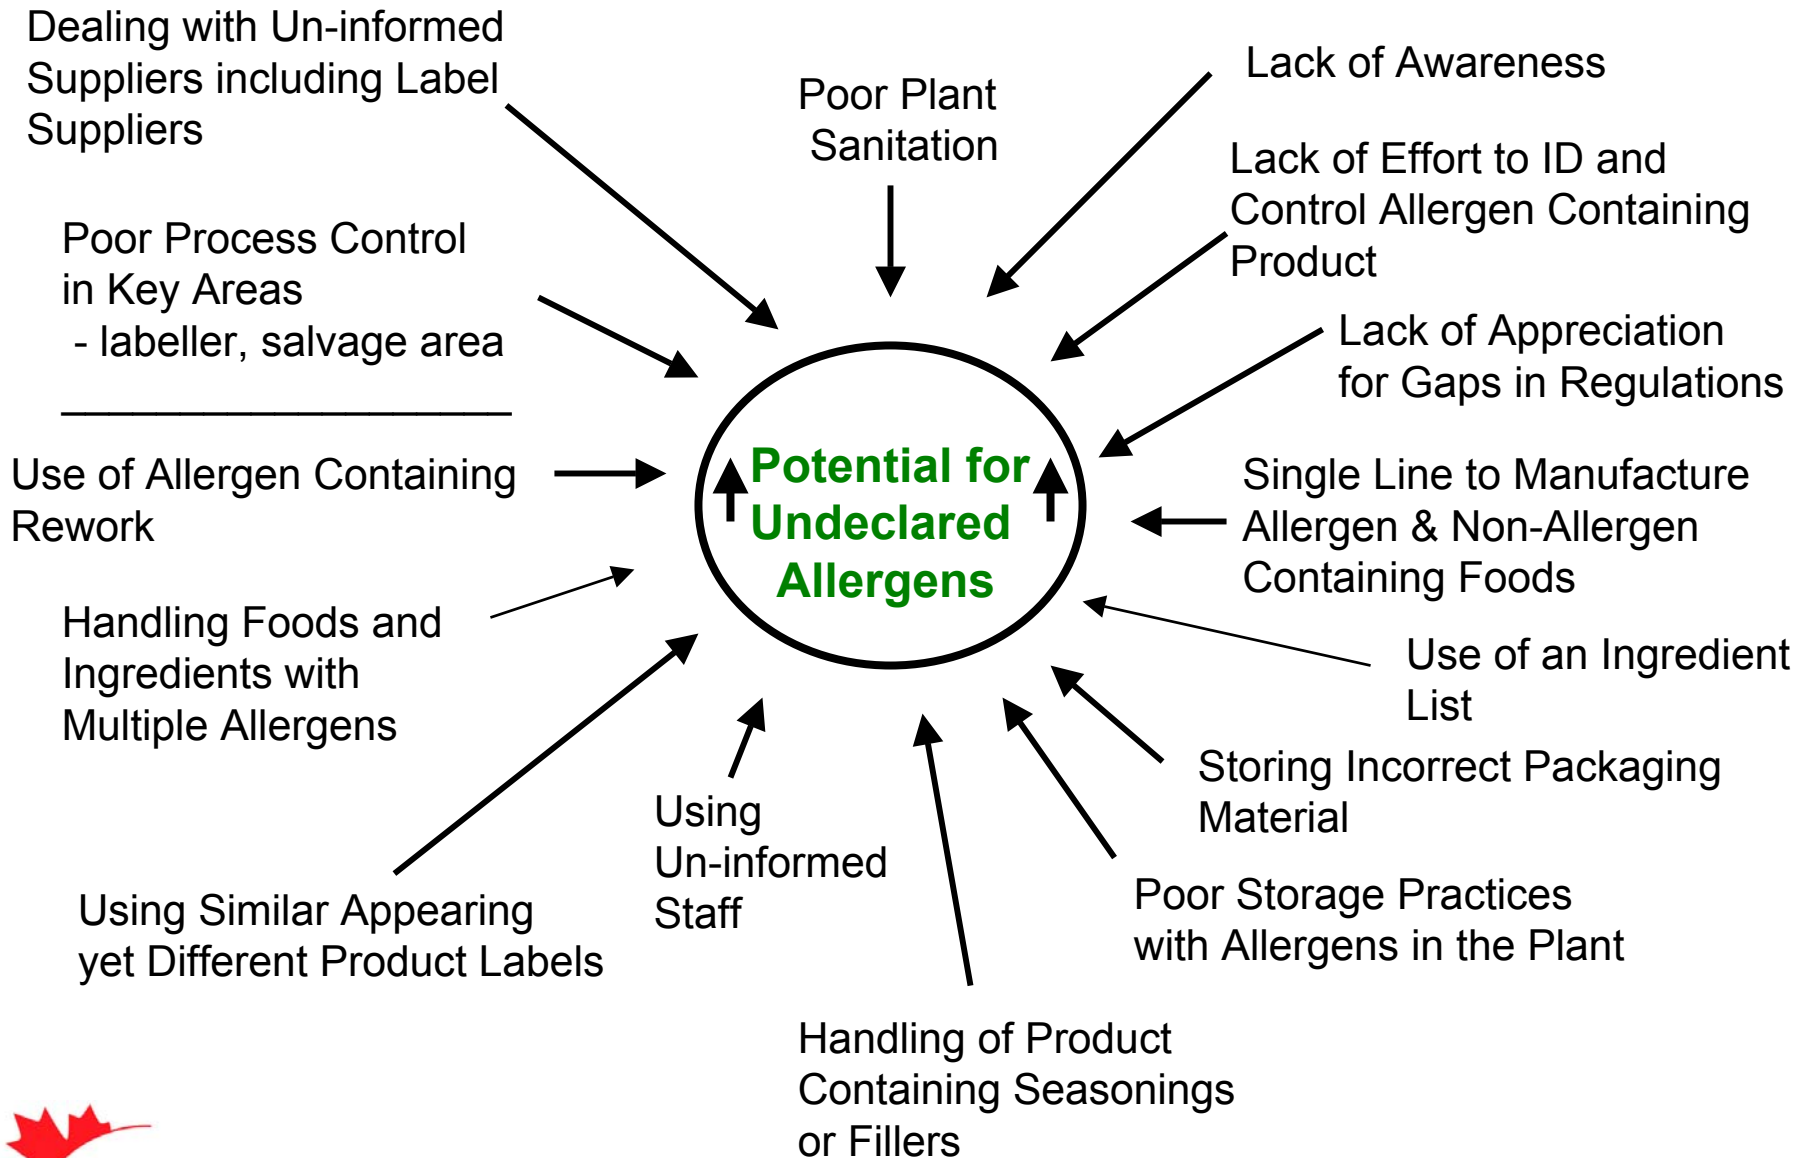 Dealing with Un-informed
Suppliers including Label
Suppliers
Poor Plant
Sanitation
Lack of Awareness
Lack of Effort to ID and
Control Allergen Containing
Product
Poor Process Control
in Key Areas
- labeller, salvage area
Lack of Appreciation
for Gaps in Regulations
Use of Allergen Containing
Rework
Potential for
Undeclared
Allergens
Single Line to Manufacture
Allergen & Non-Allergen
Containing Foods
Handling Foods and
Ingredients with
Multiple Allergens
Use of an Ingredient
List
Storing Incorrect Packaging
Material
Using
Un-informed
Staff
Using Similar Appearing
yet Different Product Labels
Poor Storage Practices
with Allergens in the Plant
Handling of Product
Containing Seasonings
or Fillers